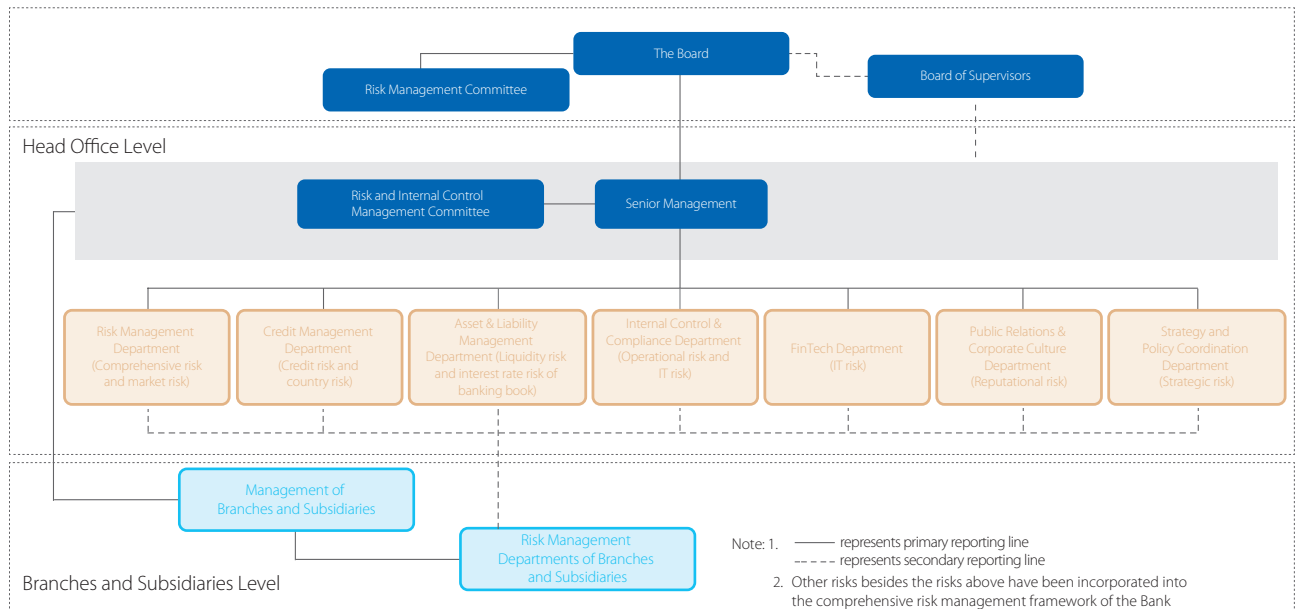 The Board
Board of Supervisors
Risk Management Committee
Head Office Level
Risk and Internal Control
Management Committee
Senior Management
Risk Management
Department
(Comprehensive risk
and market risk)
Credit Management
Department
(Credit risk and
country risk)
Asset & Liability
Management
Department (Liquidity risk
and interest rate risk of
banking book)
Internal Control &
Compliance Department
(Operational risk and
IT risk)
FinTech Department
(IT risk)
Public Relations &
Corporate Culture
Department
(Reputational risk)
Strategy and
Policy Coordination
Department
(Strategic risk)
Management of
Branches and Subsidiaries
Risk Management
Departments of Branches
and Subsidiaries
Branches and Subsidiaries Level
Note: 1. represents primary reporting line
represents secondary reporting line
2. Other risks besides the risks above have been incorporated into
the comprehensive risk management framework of the Bank